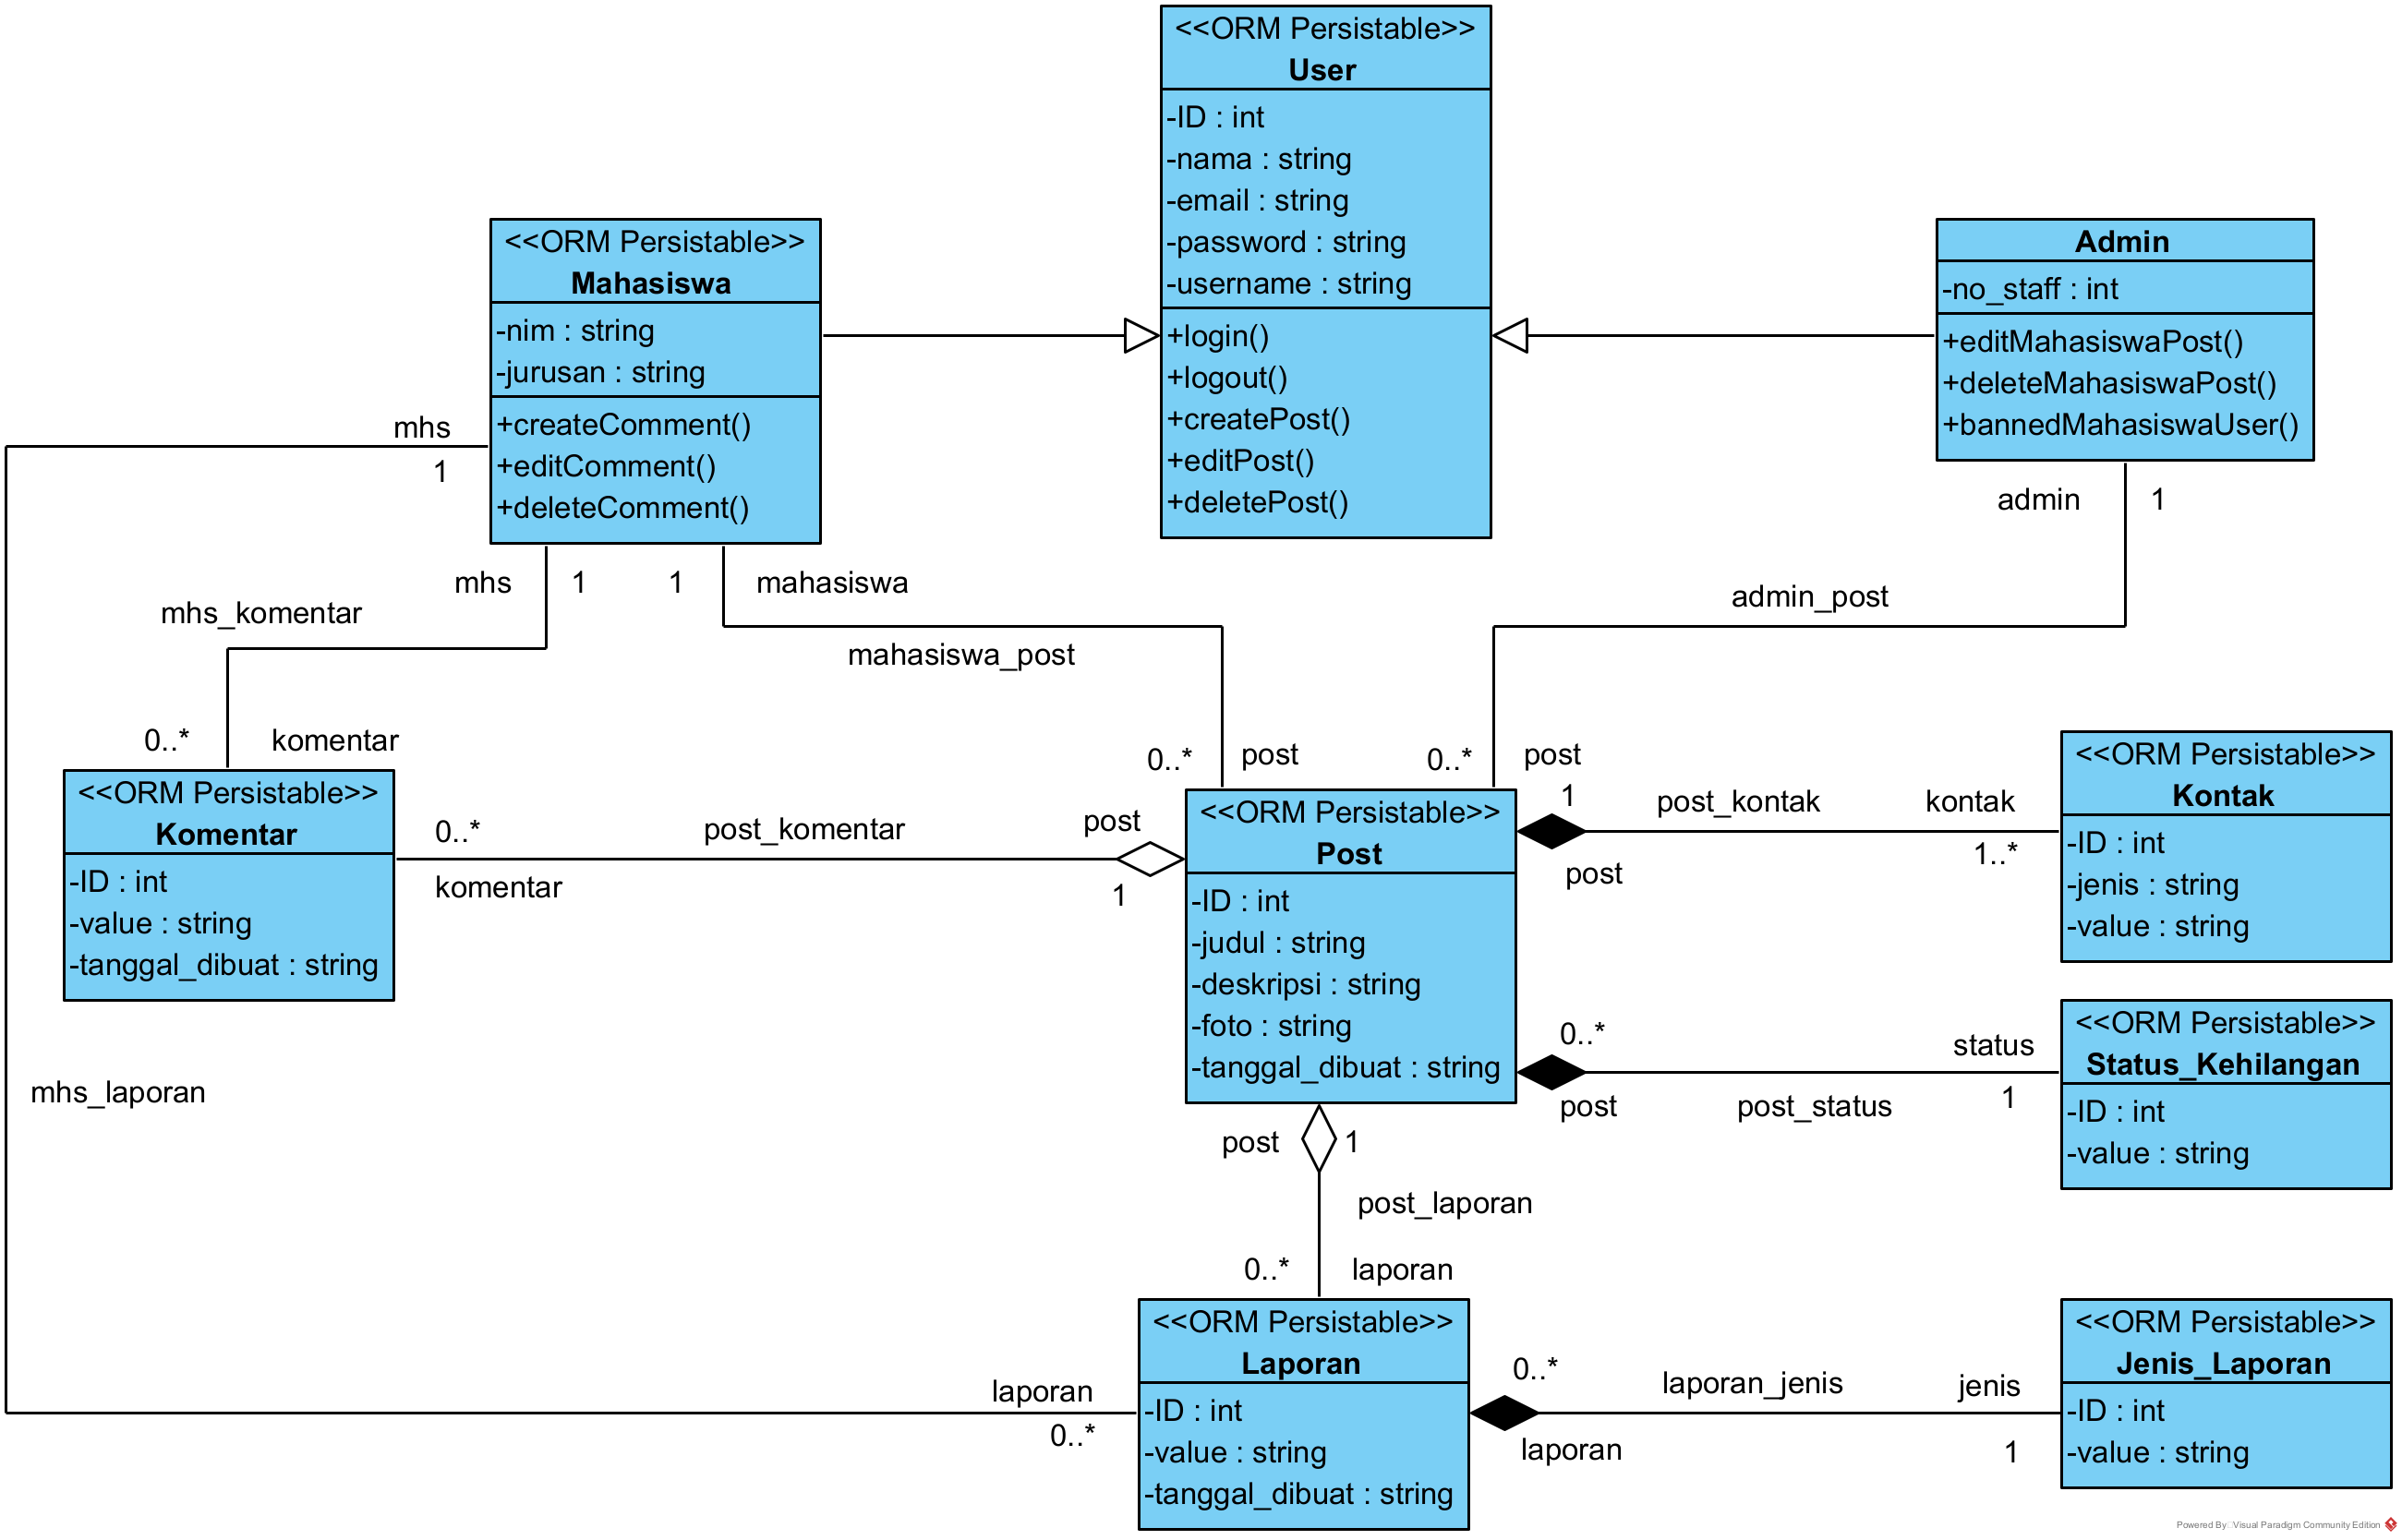 <<ORM Persistable>>
User
-ID : int
-nama : string
-email : string
-password : string
-username : string
+login()
+logout()
+createPost()
+editPost()
+deletePost()
<<ORM Persistable>>
Mahasiswa
-nim : string
-jurusan : string
+createComment()
+editComment()
+deleteComment()
Admin
-no_staff : int
+editMahasiswaPost()
+deleteMahasiswaPost()
+bannedMahasiswaUser()
mhs
1
admin
1
mhs
1
1
mahasiswa
mhs_komentar
mahasiswa_post
admin_post
0..*
komentar
0..*
post
0..*
post
1
post_kontak
kontak
1..*
post
<<ORM Persistable>>
Komentar
-ID : int
-value : string
-tanggal_dibuat : string
0..*
komentar
post_komentar
post
1
<<ORM Persistable>>
Post
-ID : int
-judul : string
-deskripsi : string
-foto : string
-tanggal_dibuat : string
<<ORM Persistable>>
Kontak
-ID : int
-jenis : string
-value : string
0..*
post
post_status
status
1
<<ORM Persistable>>
Status_Kehilangan
-ID : int
-value : string
mhs_laporan
post
1
post_laporan
0..*
laporan
laporan
0..*
<<ORM Persistable>>
Laporan
-ID : int
-value : string
-tanggal_dibuat : string
0..*
laporan
laporan_jenis
jenis
1
<<ORM Persistable>>
Jenis_Laporan
-ID : int
-value : string
Powered By Visual Paradigm Community Edition